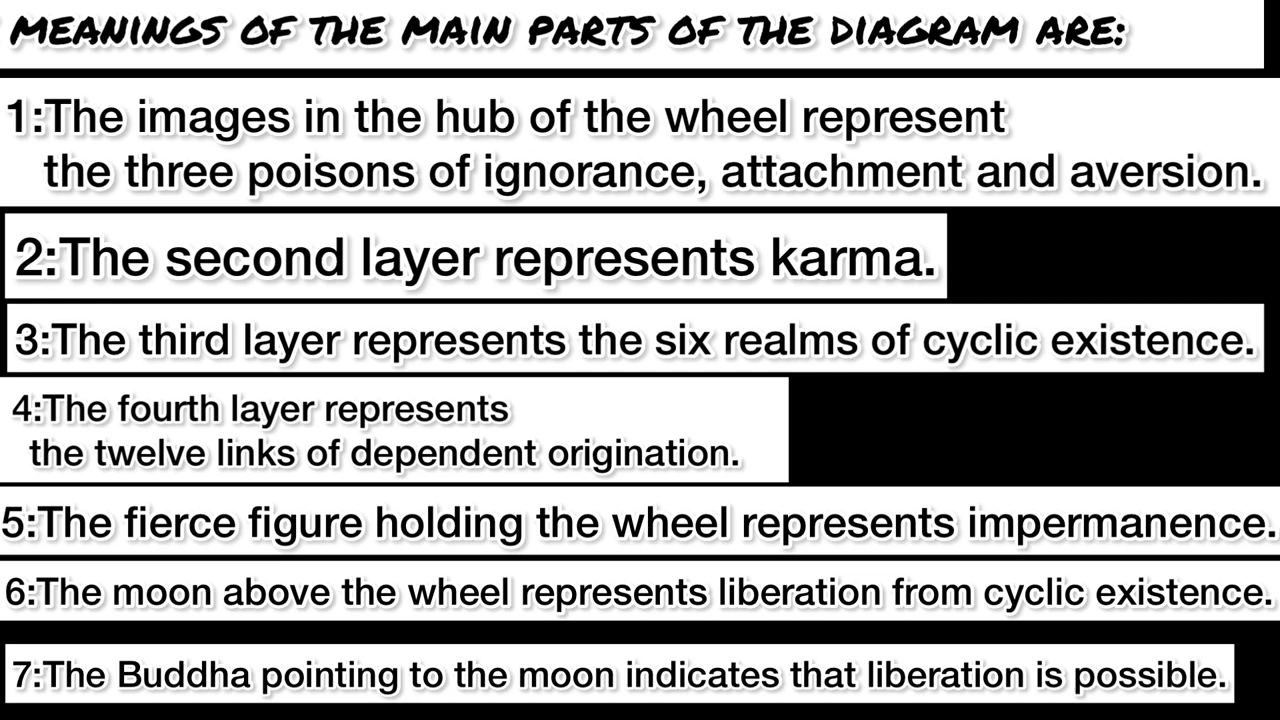 MEANINGS OF THE MAIN PARTS OF THE DIAGRAM ARE:
1:The images in the hub of the wheel represent
the three poisons of ignorance, attachment and aversion.
2:The second layer represents karma.
3:The third layer represents the six realms of cyclic existence.
4:The fourth layer represents
the twelve links of dependent origination.
5:The fierce figure holding the wheel represents impermanence.
6:The moon above the wheel represents liberation from cyclic existence.
7:The Buddha pointing to the moon indicates that liberation is possible.